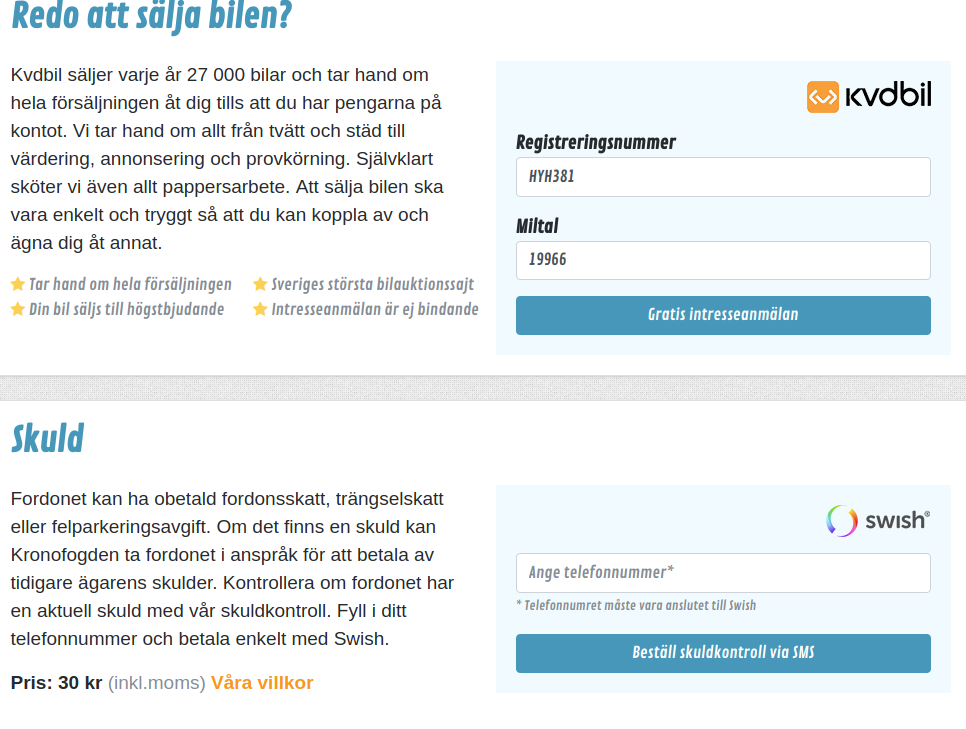 Redo att sälja bilen?
Kvdbil säljer varje år 27 000 bilar och tar hand om
hela försäljningen åt dig tills att du har pengarna på
kontot. Vi tar hand om allt från tvätt och städ till
värdering, annonsering och provkörning. Självklart
sköter vi även allt pappersarbete. Att sälja bilen ska
vara enkelt och tryggt så att du kan koppla av och
ägna dig åt annat.
Tar hand om hela försäljningen
Sveriges största bilauktionssajt
Din bil säljs till högstbjudande
Intresseanmälan är ej bindande
kvdbil
Registreringsnummer
HYH381
Miltal
19966
Gratis intresseanmälan
Skuld
Fordonet kan ha obetald fordonsskatt, trängselskatt
eller felparkeringsavgift. Om det finns en skuld kan
Kronofogden ta fordonet i anspråk för att betala av
tidigare ägarens skulder. Kontrollera om fordonet har
en aktuell skuld med vår skuldkontroll. Fyll i ditt
telefonnummer och betala enkelt med Swish.
Pris: 30 kr (inkl.moms) Våra villkor
swish®
Ange telefonnummer*
* Telefonnumret måste vara anslutet till Swish
Beställ skuldkontroll via SMS